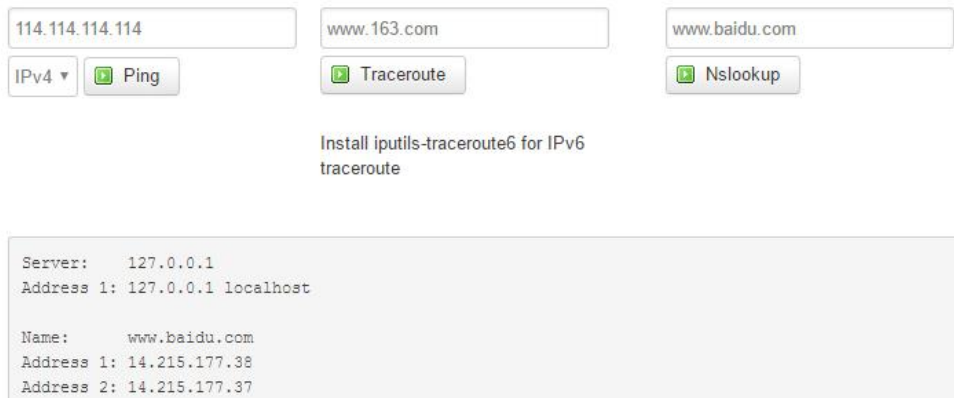 114.114.114.114
www.163.com
www.baidu.com
IPv4 Ping
Traceroute
Nslookup
Install iputils-traceroute6 for IPv6
traceroute
Server: 127.0.0.1
Address 1: 127.0.0.1 localhost
Name: www.baidu.com
Address 1: 14.215.177.38
Address 2: 14.215.177.37